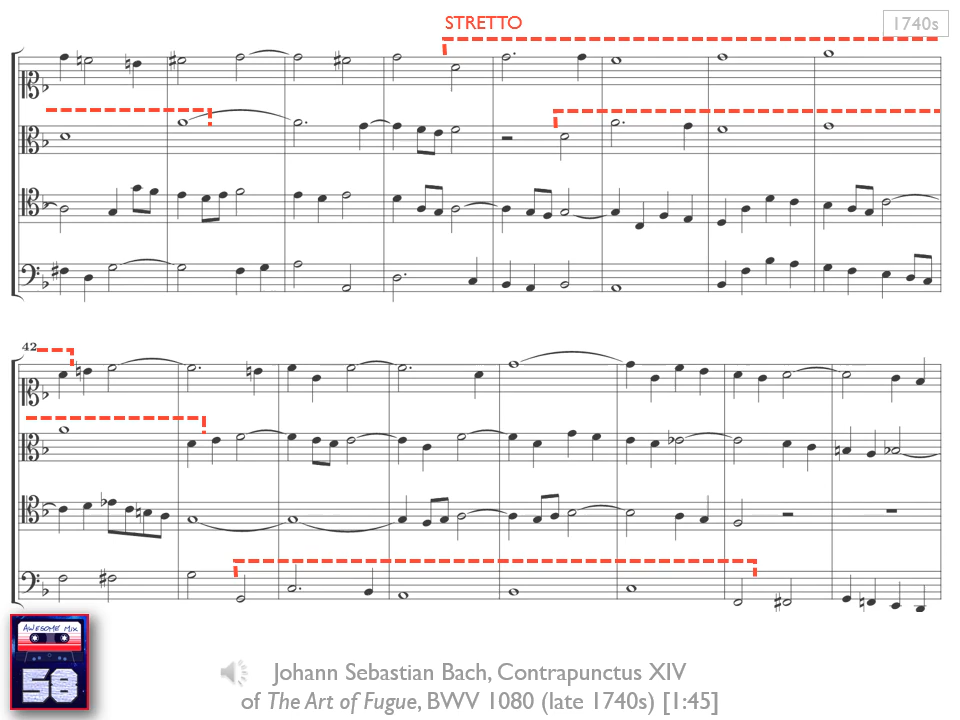 STRETTO
1740s
42
AWESOME MIX
58
Johann Sebastian Bach, Contrapunctus XIV
of The Art of Fugue, BWV 1080 (late 1740s) [1:45]